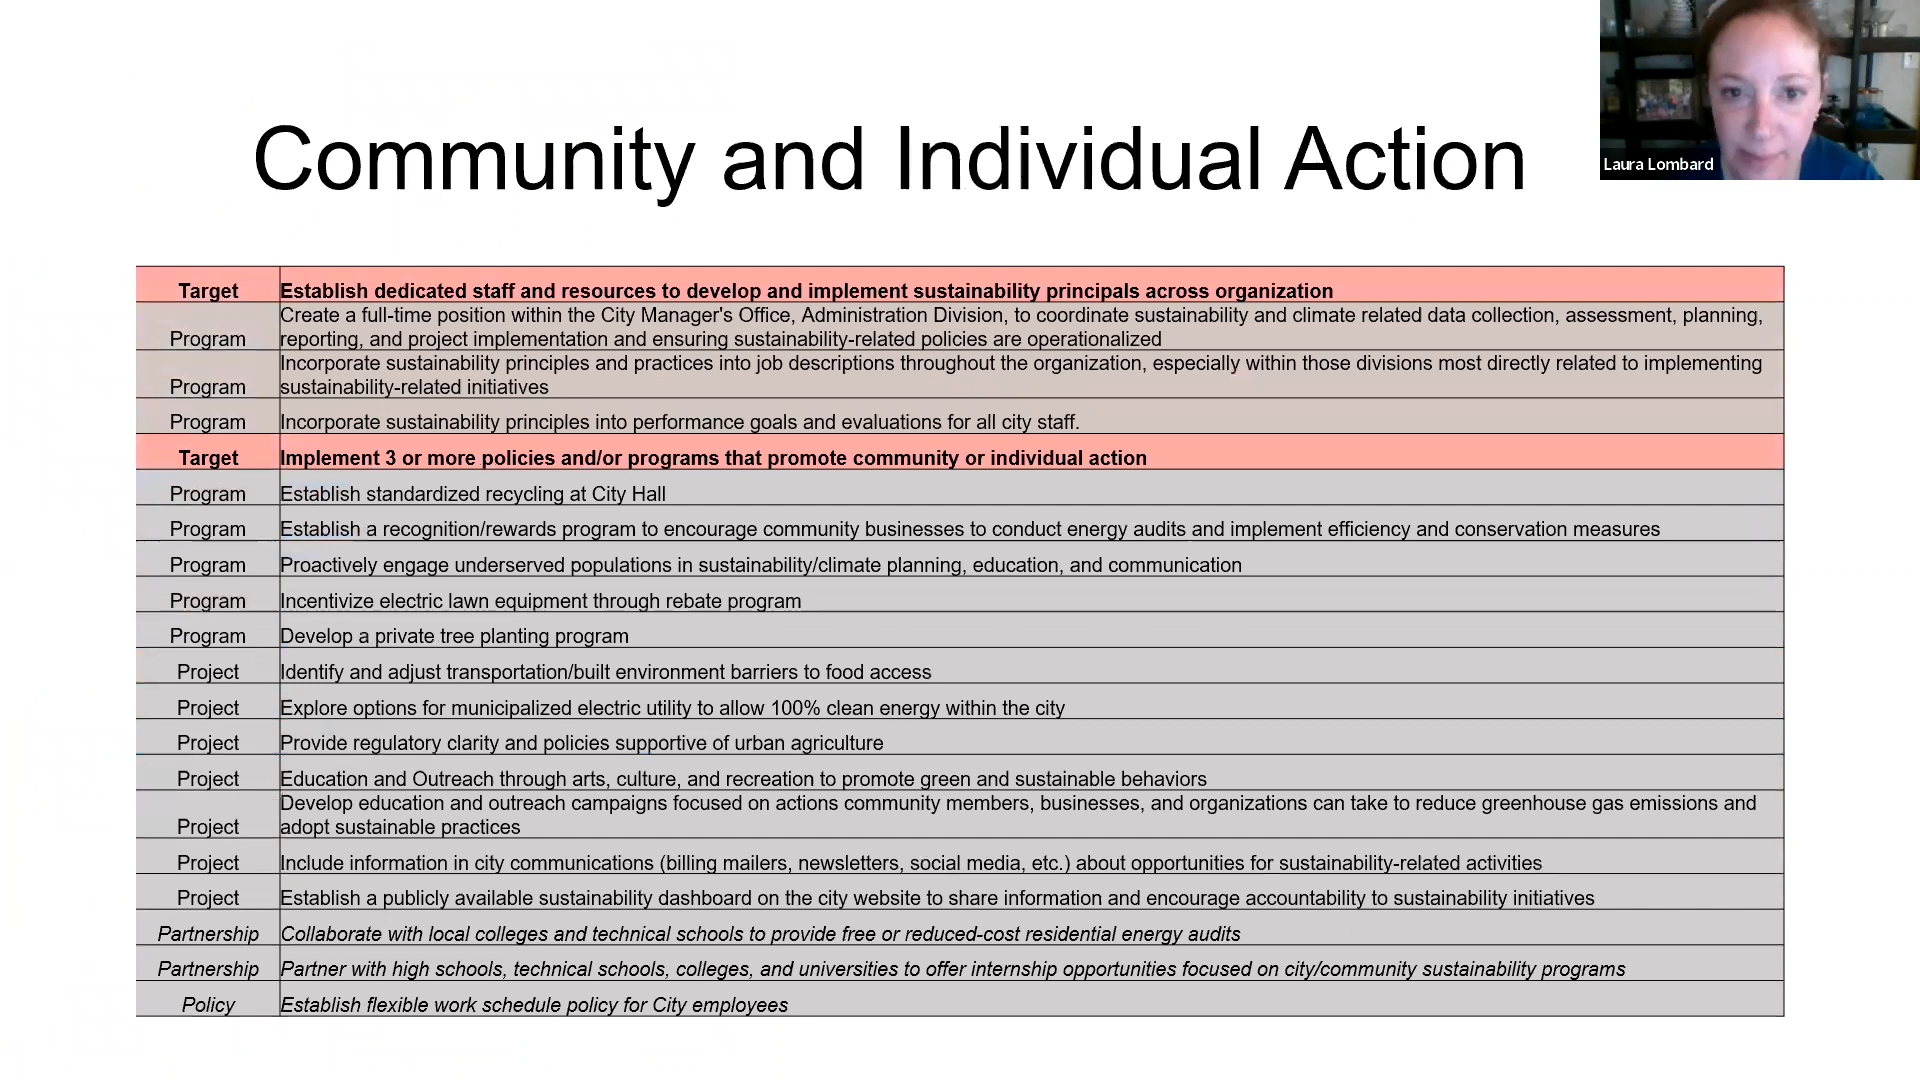 Laura Lombard
Community and Individual Action
Target Establish dedicated staff and resources to develop and implement sustainability principals across organization
Create a full-time position within the City Manager's Office, Administration Division, to coordinate sustainability and climate related data collection, assessment, planning,
Program reporting, and project implementation and ensuring sustainability-related policies are operationalized
Incorporate sustainability principles and practices into job descriptions throughout the organization, especially within those divisions most directly related to implementing
Program sustainability-related initiatives
Program Incorporate sustainability principles into performance goals and evaluations for all city staff.
Target Implement 3 or more policies and/or programs that promote community or individual action
Program Establish standardized recycling at City Hall
Program Establish a recognition/rewards program to encourage community businesses to conduct energy audits and implement efficiency and conservation measures
Program Proactively engage underserved populations in sustainability/climate planning, education, and communication
Program Incentivize electric lawn equipment through rebate program
Program Develop a private tree planting program
Project Identify and adjust transportation/built environment barriers to food access
Project Explore options for municipalized electric utility to allow 100% clean energy within the city
Project Provide regulatory clarity and policies supportive of urban agriculture
Project Education and Outreach through arts, culture, and recreation to promote green and sustainable behaviors
Develop education and outreach campaigns focused on actions community members, businesses, and organizations can take to reduce greenhouse gas emissions and
Project adopt sustainable practices
Project Include information in city communications (billing mailers, newsletters, social media, etc.) about opportunities for sustainability-related activities
Project Establish a publicly available sustainability dashboard on the city website to share information and encourage accountability to sustainability initiatives
Partnership Collaborate with local colleges and technical schools to provide free or reduced-cost residential energy audits
Partnership Partner with high schools, technical schools, colleges, and universities to offer internship opportunities focused on city/community sustainability programs
Policy Establish flexible work schedule policy for City employees